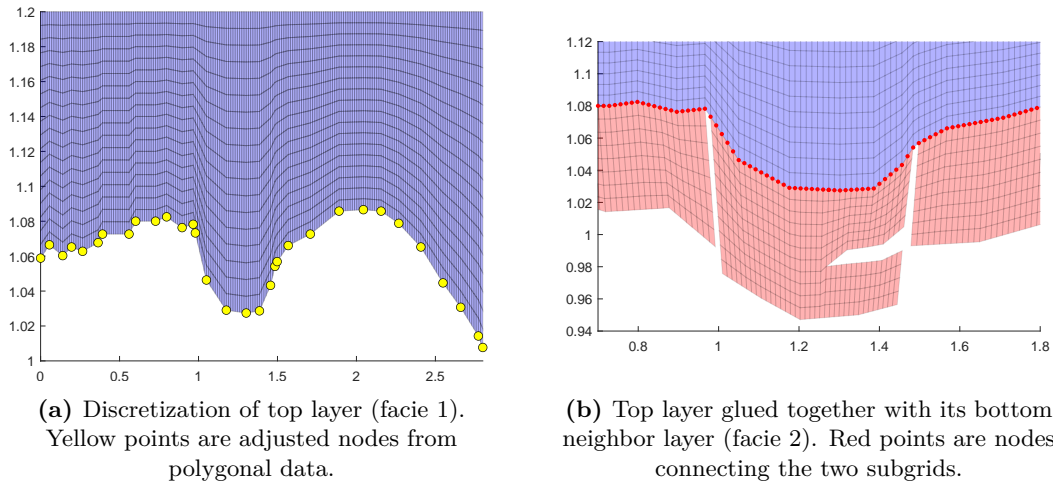 1.2
1.18
1.16
1.14
1.12
1.1
1.08
1.06
1.04
1.02
1
0 0.5 1 1.5 2 2.5
(a) Discretization of top layer (facie 1).
Yellow points are adjusted nodes from
polygonal data.
1.12
1.1
1.08
1.06
1.04
1.02
1
0.98
0.96
0.94
0.8 1 1.2 1.4 1.6 1.8
(b) Top layer glued together with its bottom
neighbor layer (facie 2). Red points are nodes
connecting the two subgrids.